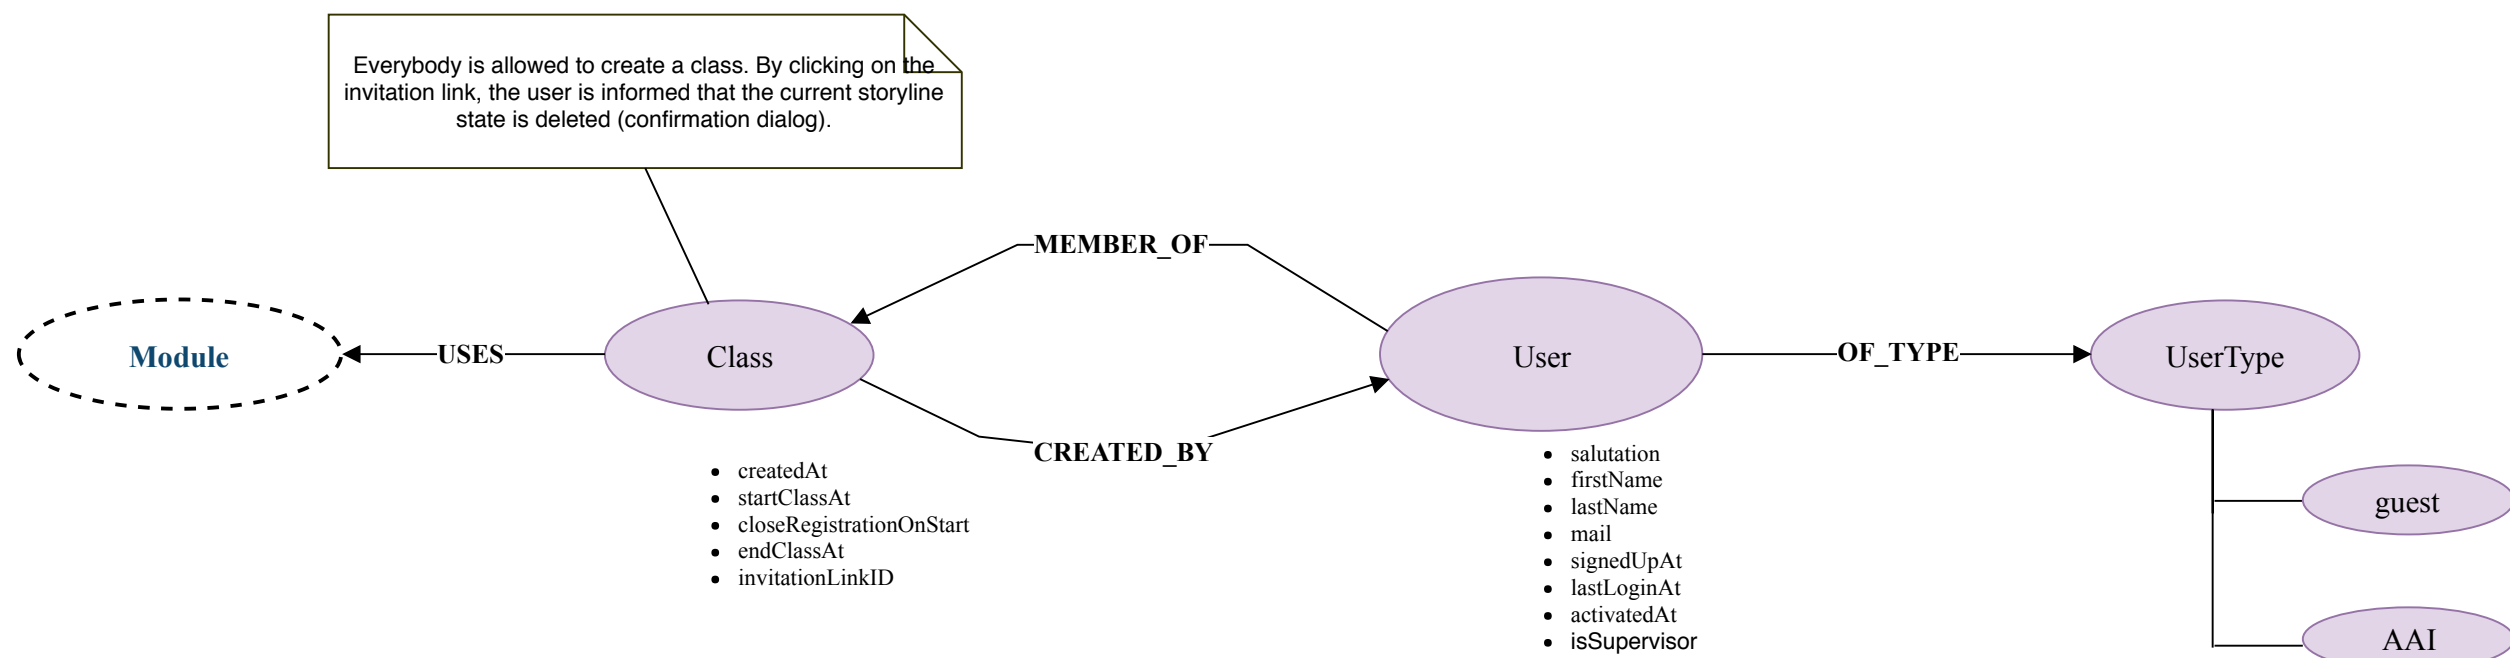 Everybody is allowed to create a class. By clicking on the
invitation link, the user is informed that the current storyline
state is deleted (confirmation dialog).
MEMBER_OF
Module
USES
Class
User
OF_TYPE
UserType
CREATED_BY
createdAt
startClassAt
closeRegistrationOnStart
endClassAt
invitationLinkID
salutation
firstName
lastName
mail
signedUpAt
lastLoginAt
activatedAt
isSupervisor
guest
AAI